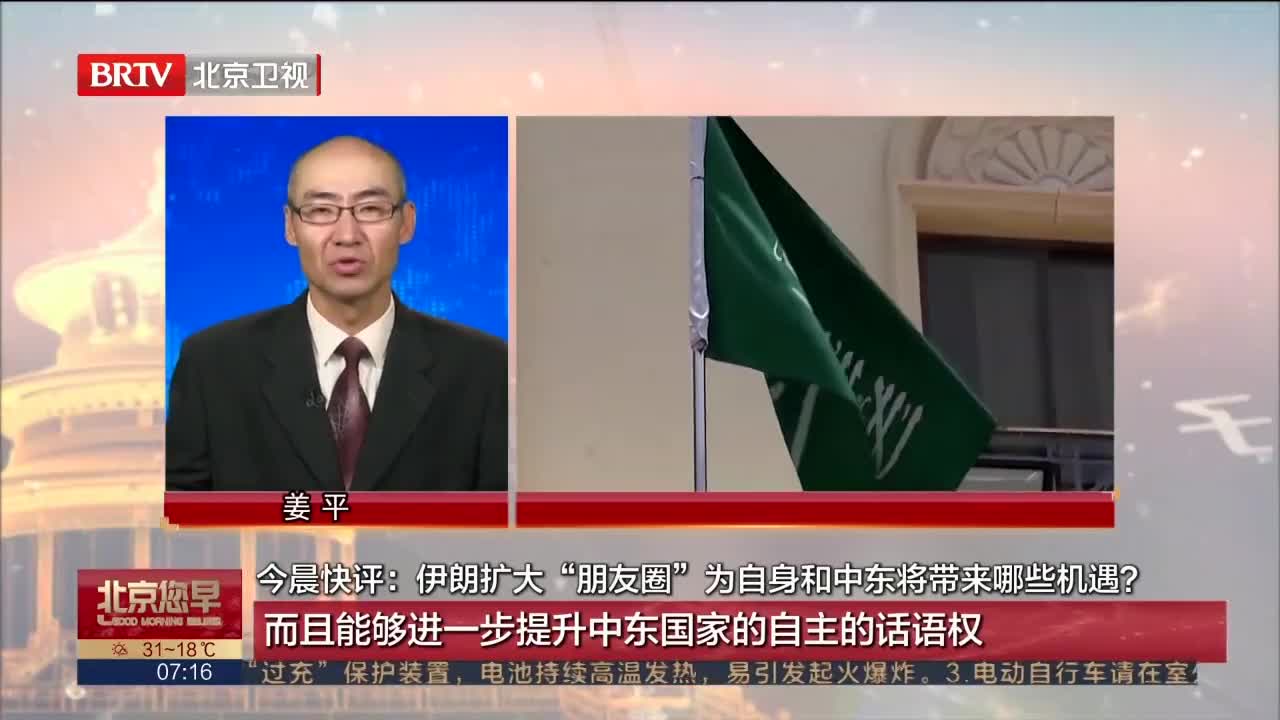 BRTV 北京卫视
姜 平
今晨快评：伊朗扩大“朋友圈”为自身和中东将带来哪些机遇？
而且能够进一步提升中东国家的自主的话语权
北京您早
GOOD MORNING BEIJING
31~18℃
07:16
“过充”保护装置，电池持续高温发热，易引发起火爆炸。3.电动自行车请在室外